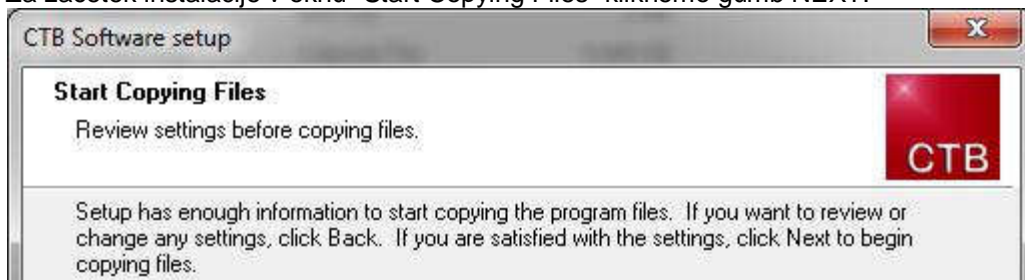 Za začetek instalacije v oknu "Start Copying Files" kliknemo gumb NEXT.
CTB Software setup
Start Copying Files
Review settings before copying files.
CTB
Setup has enough information to start copying the program files. If you want to review or
change any settings, click Back. If you are satisfied with the settings, click Next to begin
copying files.